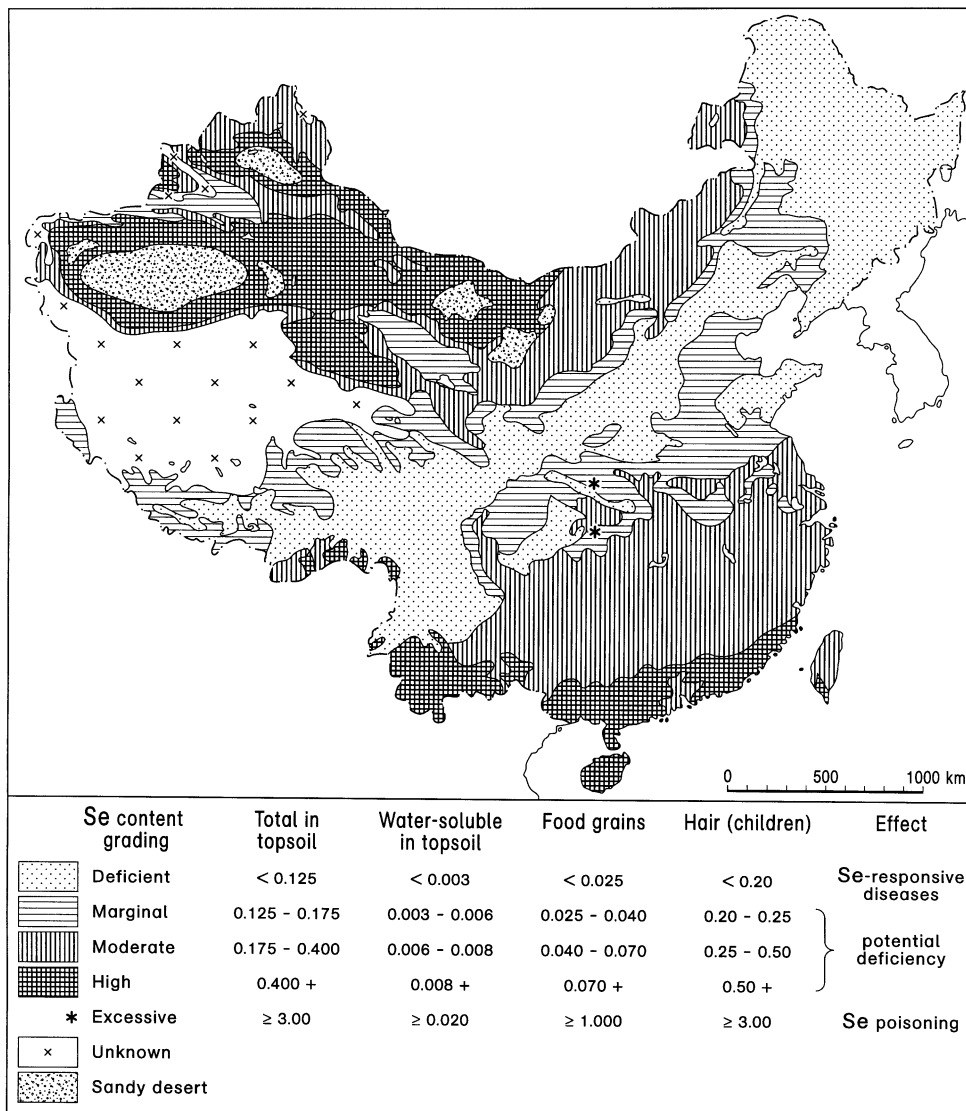 0 500 1000 km
Se content grading Total in topsoil Water-soluble in topsoil Food grains Hair (children) Effect
Deficient < 0.125 < 0.003 < 0.025 < 0.20 Se-responsive diseases
Marginal 0.125 - 0.175 0.003 - 0.006 0.025 - 0.040 0.20 - 0.25
Moderate 0.175 - 0.400 0.006 - 0.008 0.040 - 0.070 0.25 - 0.50 potential deficiency
High 0.400 + 0.008 + 0.070 + 0.50 +
* Excessive ≥ 3.00 ≥ 0.020 ≥ 1.000 ≥ 3.00 Se poisoning
× Unknown
Sandy desert